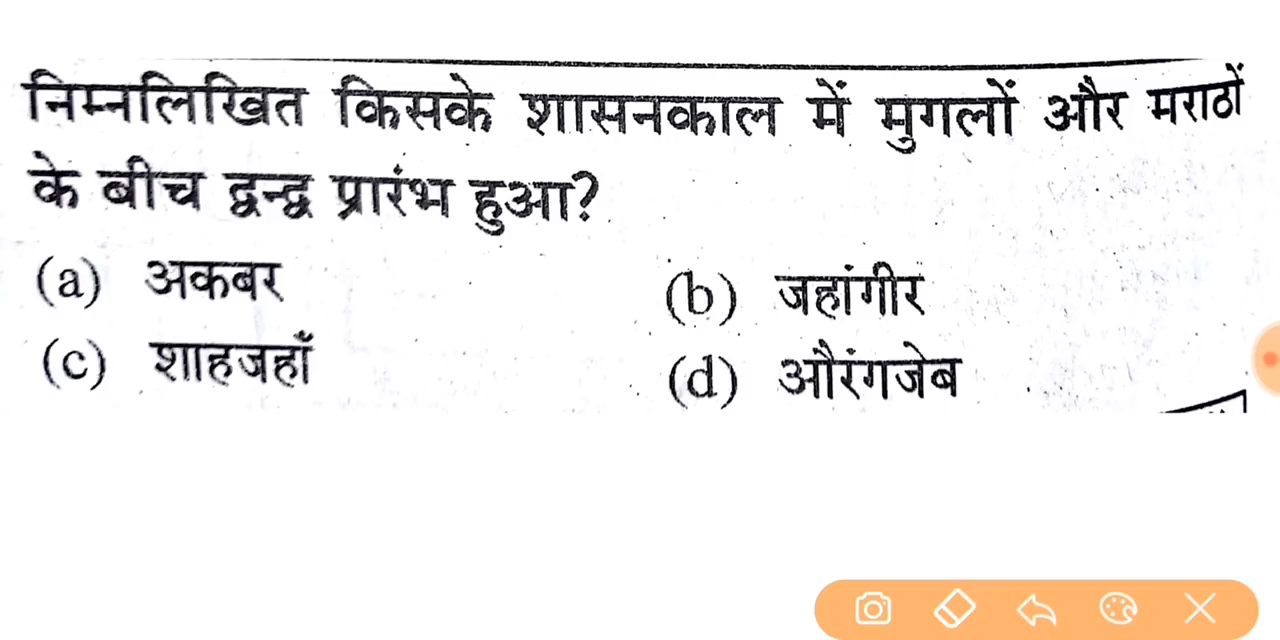 निम्नलिखित किसके शासनकाल में मुगलों और मराठों
के बीच द्वन्द्व प्रारंभ हुआ?
(a) अकबर (b) जहांगीर
(c) शाहजहाँ (d) औरंगजेब